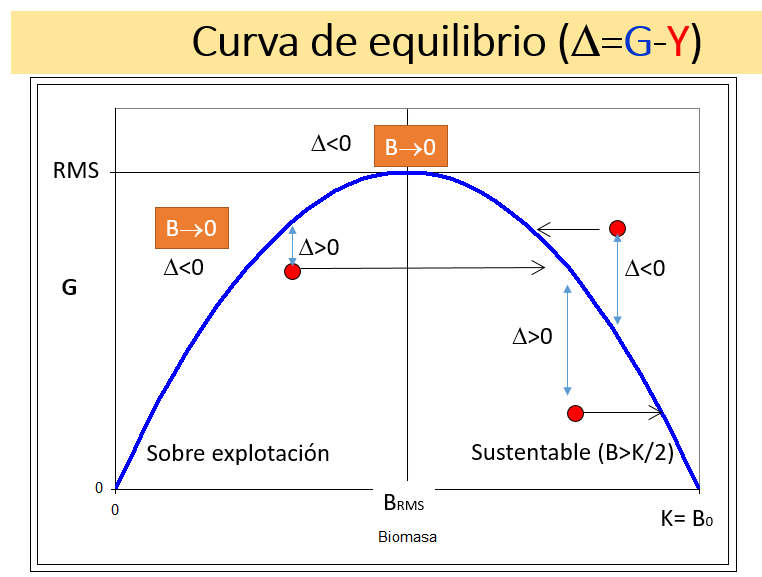 Curva de equilibrio (Δ=G-Y)
Δ<0
B→0
RMS
B→0
Δ>0
Δ<0
Δ<0
G
Δ>0
Sobre explotación
Sustentable (B>K/2)
0
0
BRMS
K= B0
Biomasa